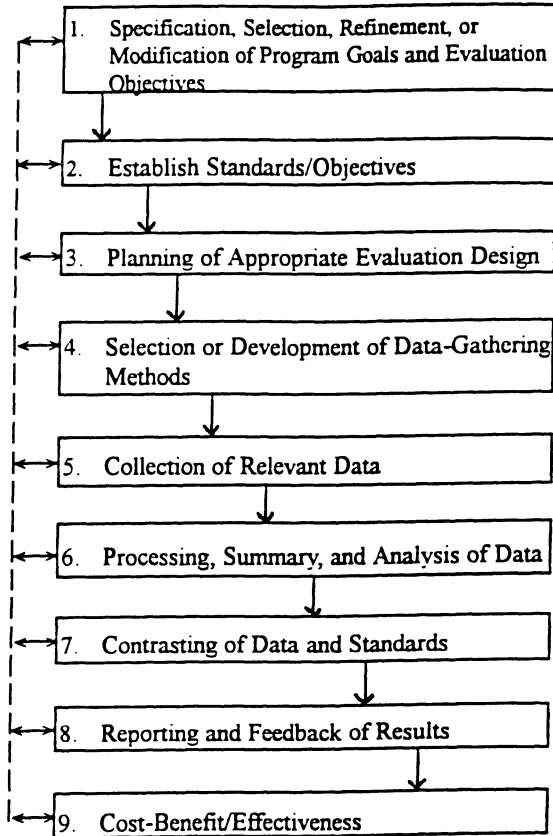 1. Specification, Selection, Refinement, or
Modification of Program Goals and Evaluation
Objectives
2. Establish Standards/Objectives
3. Planning of Appropriate Evaluation Design
4. Selection or Development of Data-Gathering
Methods
5. Collection of Relevant Data
6. Processing, Summary, and Analysis of Data
7. Contrasting of Data and Standards
8. Reporting and Feedback of Results
9. Cost-Benefit/Effectiveness